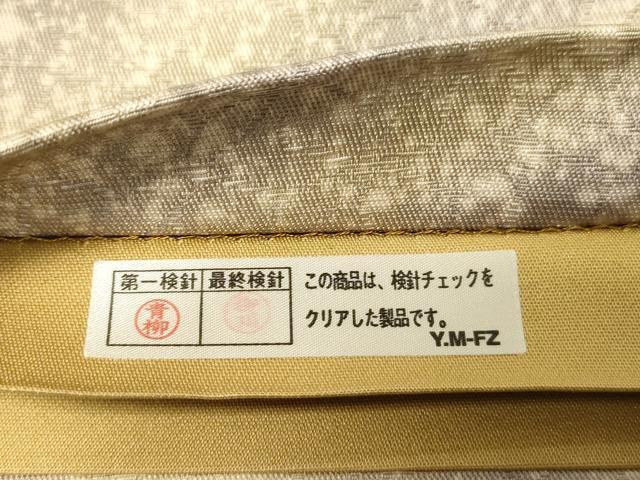 第一検針 最終検針
青柳
この商品は、検針チェックを
クリアした製品です。
Y.M-FZ